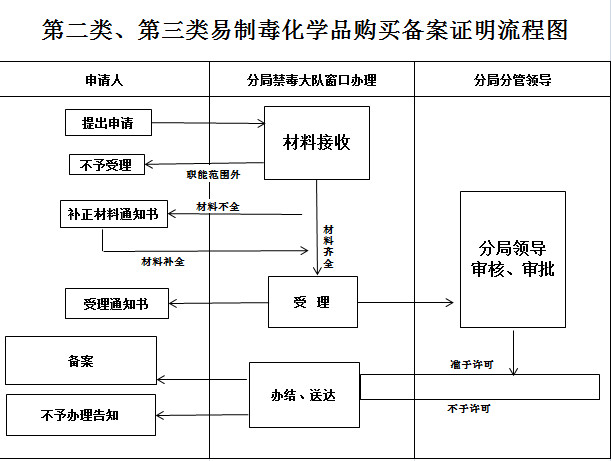 第二类、第三类易制毒化学品购买备案证明流程图
申请人
分局禁毒大队窗口办理
分局分管领导
提出申请
材料接收
不予受理
职能范围外
补正材料通知书
材料不全
材料齐全
材料补全
分局领导
审核、审批
受理通知书
受 理
备案
准予许可
办结、送达
不予办理告知
不予许可